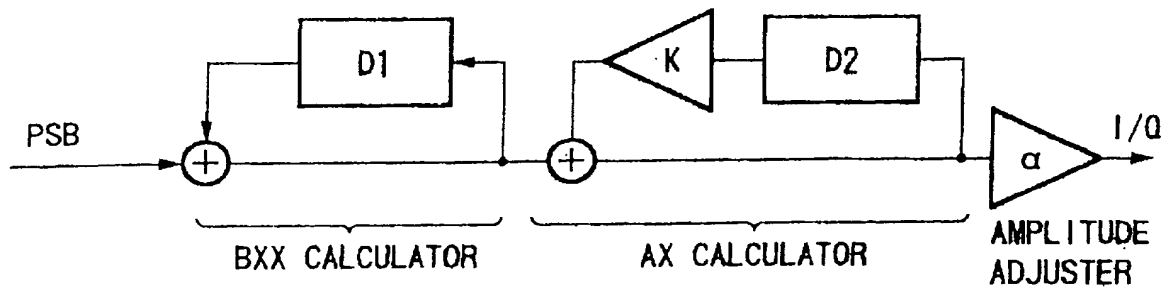 D1
K
D2
PSB
+
+
α
I/Q
BXX CALCULATOR
AX CALCULATOR
AMPLITUDE
ADJUSTER